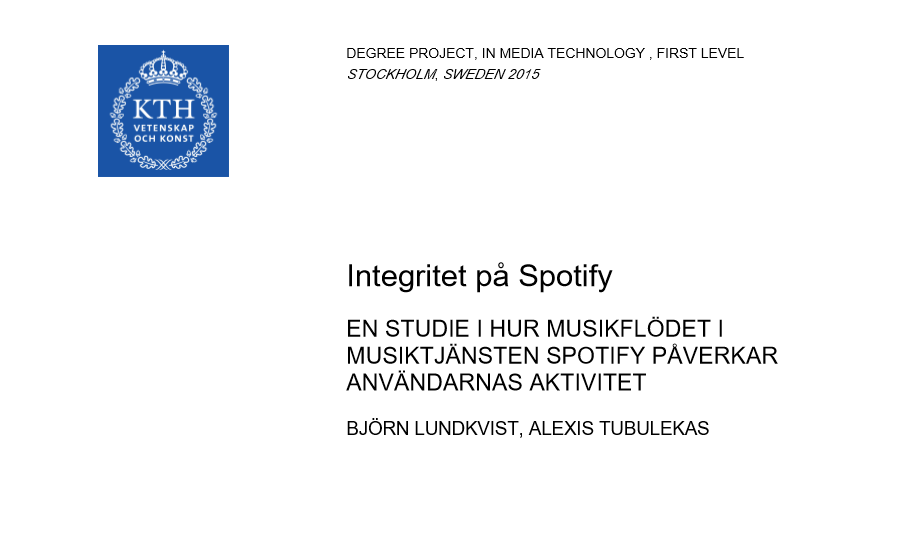 DEGREE PROJECT, IN MEDIA TECHNOLOGY , FIRST LEVEL
STOCKHOLM, SWEDEN 2015
KTH
VETENSKAP
OCH KONST
Integritet på Spotify
EN STUDIE I HUR MUSIKFLÖDET I
MUSIKTJÄNSTEN SPOTIFY PÅVERKAR
ANVÄNDARNAS AKTIVITET
BJÖRN LUNDKVIST, ALEXIS TUBULEKAS